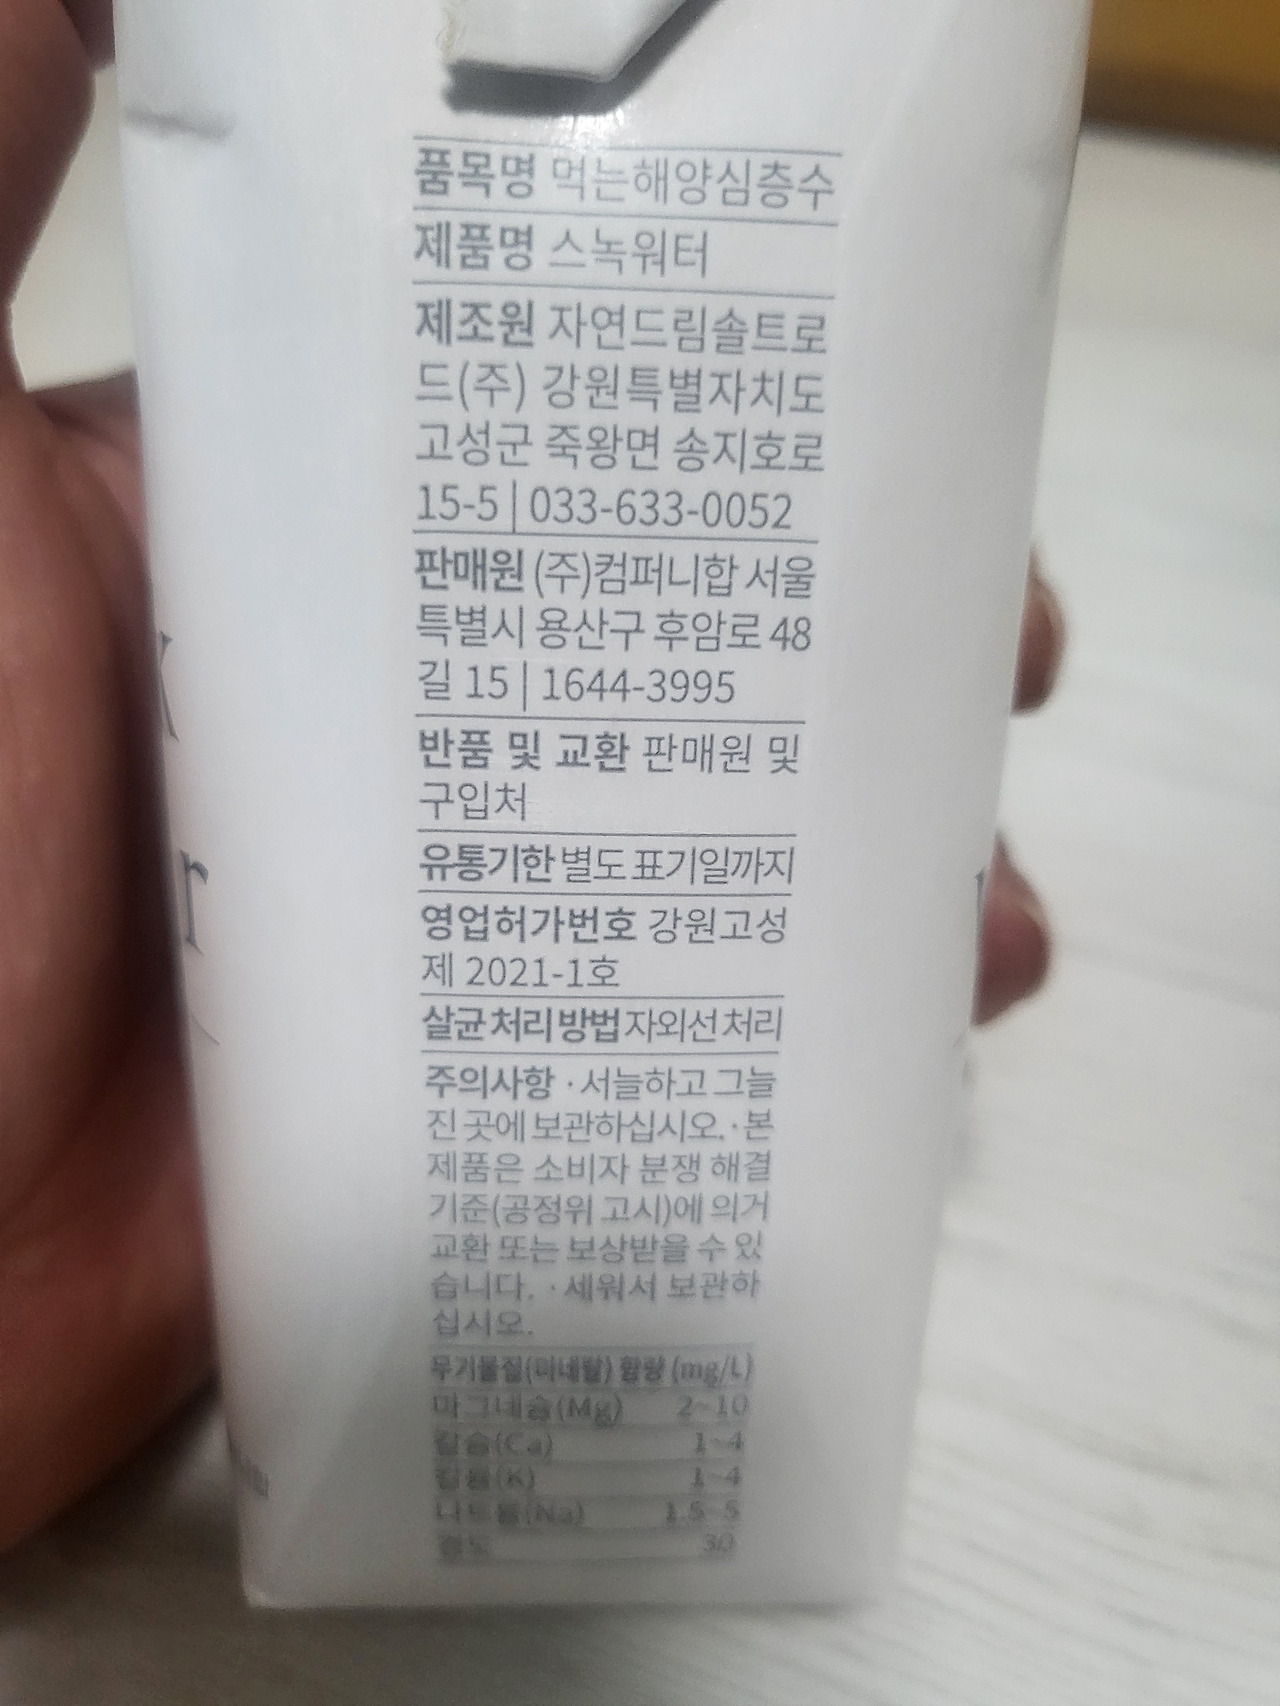 품목명 먹는해양심층수
제품명 스녹워터
제조원 자연드림솔트로
드(주) 강원특별자치도
고성군 죽왕면 송지호로
15-5 | 033-633-0052
판매원 (주)컴퍼니합 서울
특별시 용산구 후암로 48
길 15 | 1644-3995
반품 및 교환 판매원 및
구입처
유통기한 별도 표기일까지
영업허가번호 강원고성
제 2021-1호
살균처리방법 자외선처리
주의사항 · 서늘하고 그늘
진 곳에 보관하십시오. · 본
제품은 소비자 분쟁 해결
기준(공정위 고시)에 의거
교환 또는 보상받을 수 있
습니다. · 세워서 보관하
십시오.
무기물질(미네랄) 함량 (mg/L)
마그네슘(Mg) 2~10
칼슘(Ca) 1~4
칼륨(K) 1~4
나트륨(Na) 1.5~5
경도 30
r